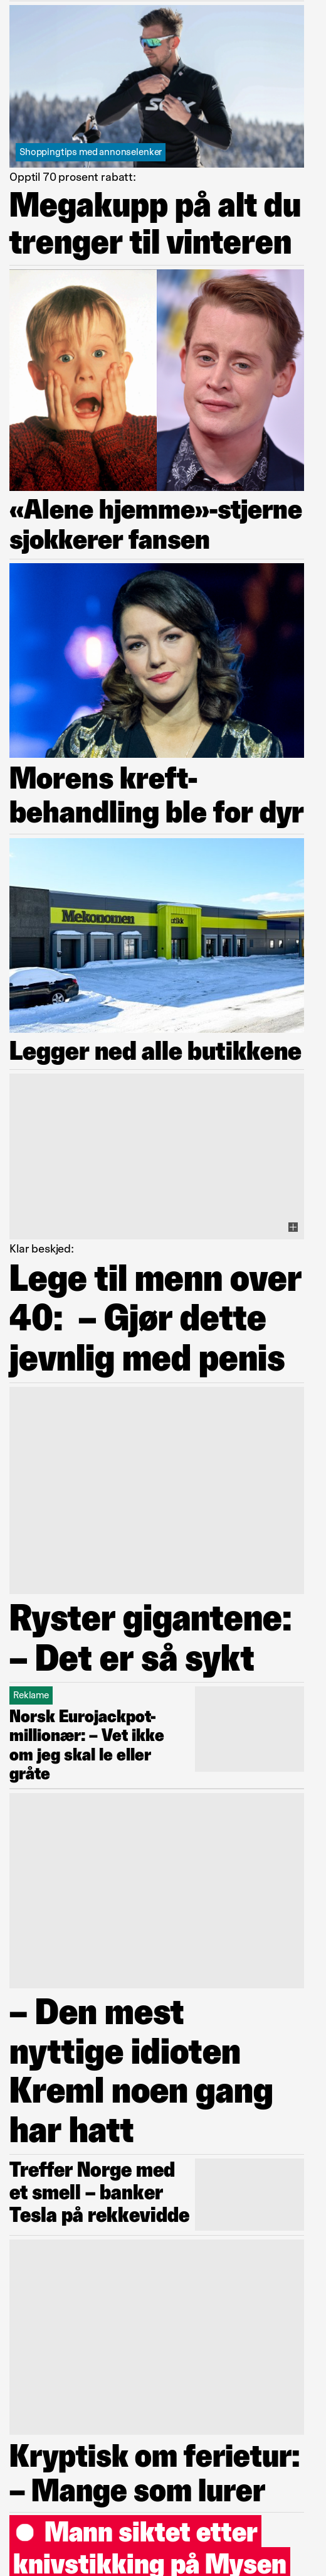 Shoppingtips med annonselenker
Opptil 70 prosent rabatt:
Megakupp på alt du
trenger til vinteren
«Alene hjemme»-stjerne
sjokkerer fansen
Morens kreft-
behandling ble for dyr
Mekonomen
Legger ned alle butikkene
Klar beskjed:
Lege til menn over
40: – Gjør dette
jevnlig med penis
Ryster gigantene:
– Det er så sykt
Reklame
Norsk Eurojackpot-
millionær: – Vet ikke
om jeg skal le eller
gråte
– Den mest
nyttige idioten
Kreml noen gang
har hatt
Treffer Norge med
et smell – banker
Tesla på rekkevidde
Kryptisk om ferietur:
– Mange som lurer
Mann siktet etter
knivstikking på Mysen